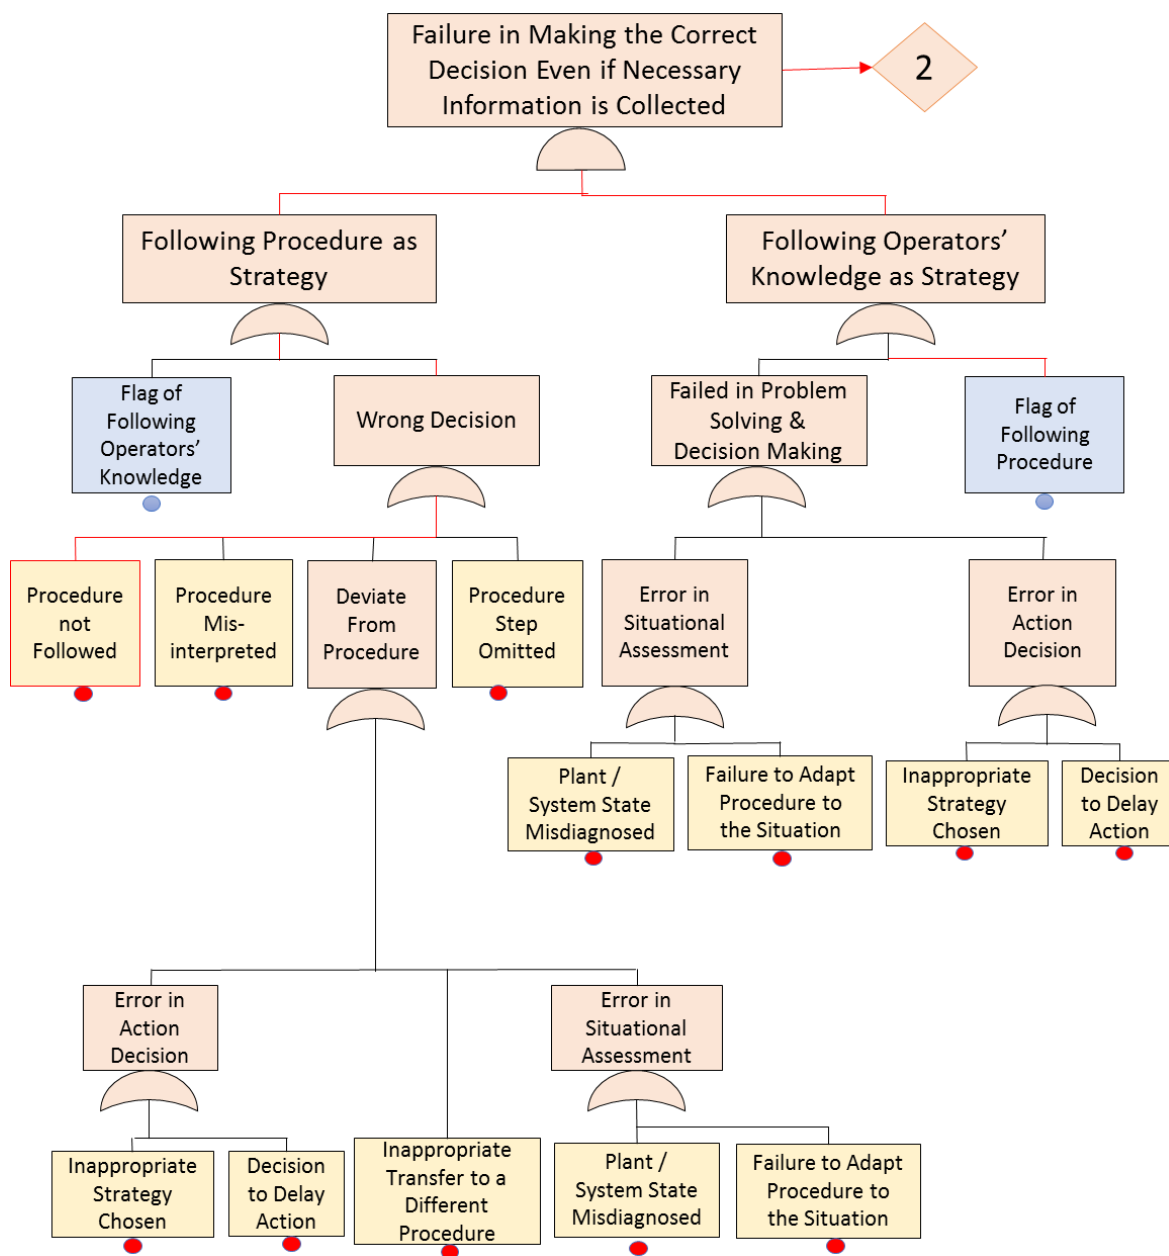 Failure in Making the Correct
Decision Even if Necessary
Information is Collected
2
Following Procedure as
Strategy
Following Operators’
Knowledge as Strategy
Flag of
Following
Operators’
Knowledge
Wrong Decision
Failed in Problem
Solving &
Decision Making
Flag of
Following
Procedure
Procedure
not
Followed
Procedure
Mis-
interpreted
Deviate
From
Procedure
Procedure
Step
Omitted
Error in
Situational
Assessment
Error in
Action
Decision
Plant /
System State
Misdiagnosed
Failure to Adapt
Procedure to
the Situation
Inappropriate
Strategy
Chosen
Decision
to Delay
Action
Error in
Action
Decision
Error in
Situational
Assessment
Inappropriate
Strategy
Chosen
Decision
to Delay
Action
Inappropriate
Transfer to a
Different
Procedure
Plant /
System State
Misdiagnosed
Failure to Adapt
Procedure to
the Situation